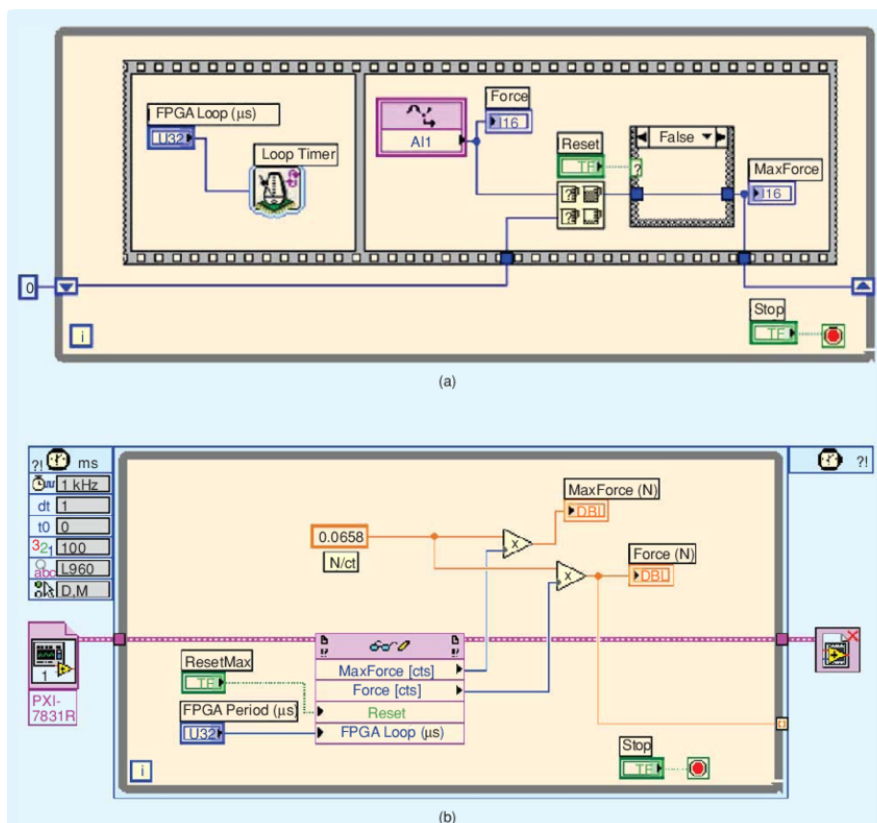 FPGA Loop (μs)
U32
Loop Timer
AI1
Force
I16
Reset
TF
?
False
MaxForce
I16
0
i
Stop
TF
(a)
?! ms
1 kHz
dt 1
t0 0
321 100
abc L960
D,M
?!
MaxForce (N)
DBL
0.0658
N/ct
x
Force (N)
DBL
x
1
PXI-
7831R
ResetMax
TF
MaxForce [cts]
Force [cts]
Reset
FPGA Period (μs)
U32
FPGA Loop (μs)
Stop
TF
i
(b)